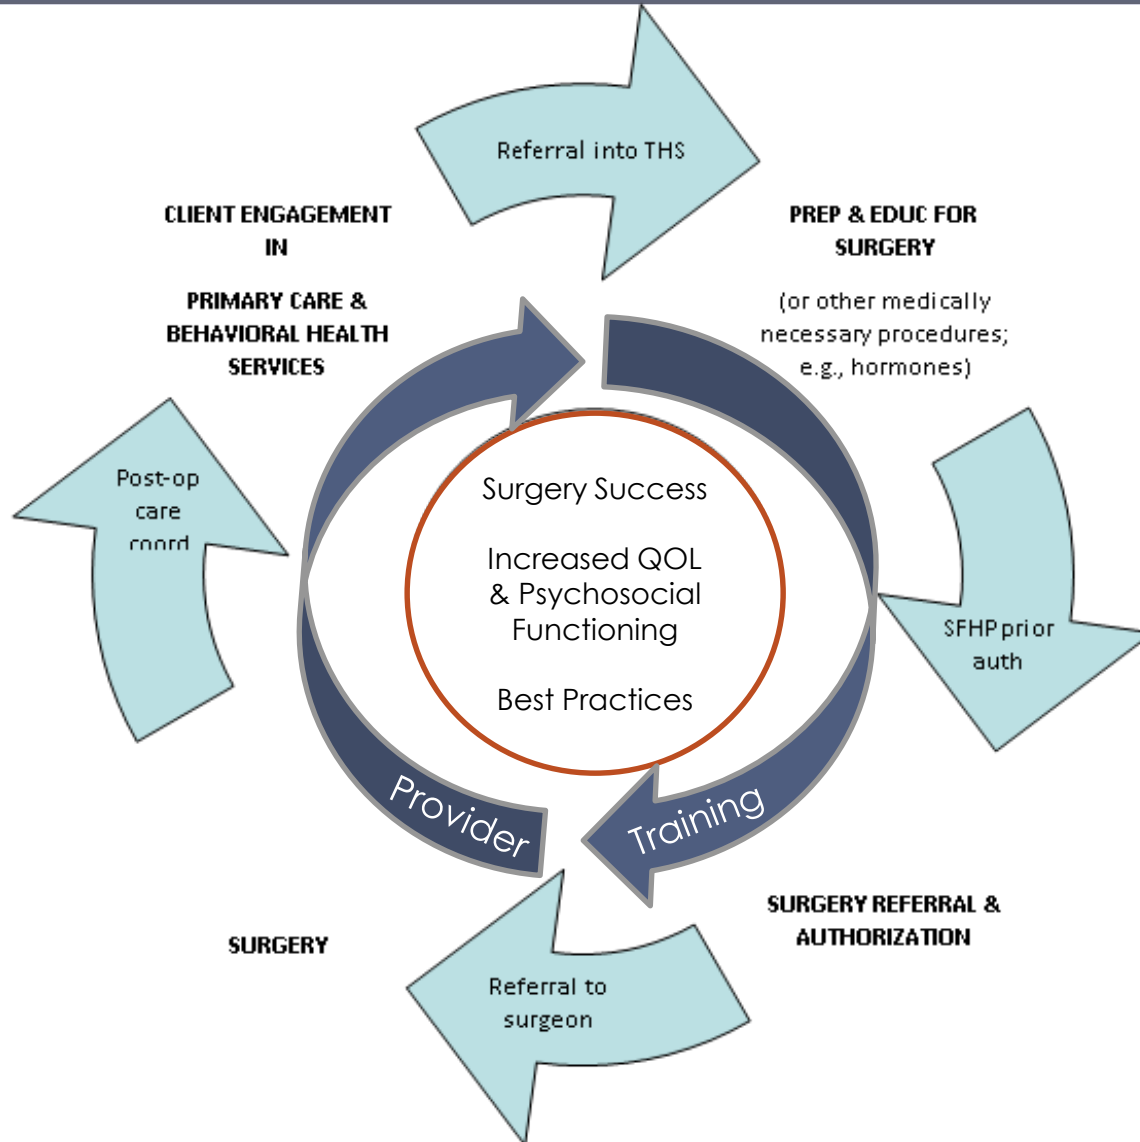 Referral into THS
CLIENT ENGAGEMENT
IN
PRIMARY CARE &
BEHAVIORAL HEALTH
SERVICES
PREP & EDUC FOR
SURGERY
(or other medically
necessary procedures;
e.g., hormones)
Post-op
care
coord
Surgery Success
Increased QOL
& Psychosocial
Functioning
Best Practices
SFHP prior
auth
Provider
Training
SURGERY REFERRAL &
AUTHORIZATION
SURGERY
Referral to
surgeon